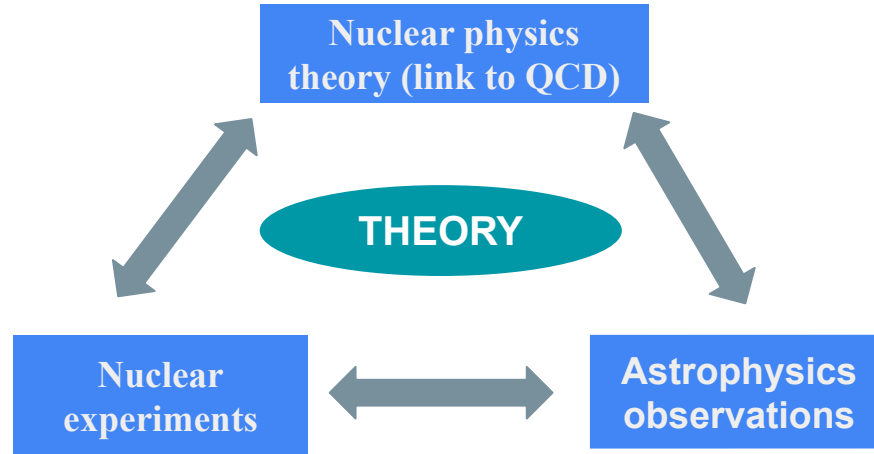 Nuclear physics
theory (link to QCD)
THEORY
Nuclear
experiments
Astrophysics
observations